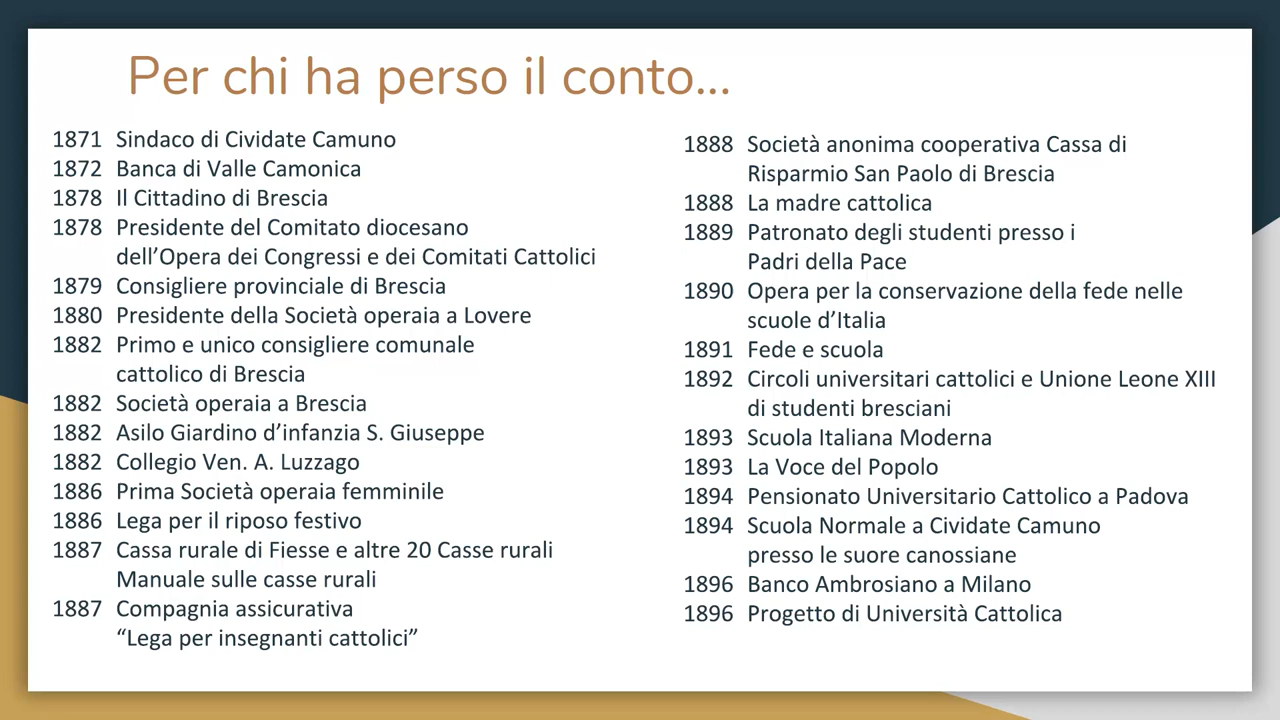 Per chi ha perso il conto...
1871 Sindaco di Cividate Camuno
1872 Banca di Valle Camonica
1878 Il Cittadino di Brescia
1878 Presidente del Comitato diocesano
dell’Opera dei Congressi e dei Comitati Cattolici
1879 Consigliere provinciale di Brescia
1880 Presidente della Società operaia a Lovere
1882 Primo e unico consigliere comunale
cattolico di Brescia
1882 Società operaia a Brescia
1882 Asilo Giardino d’infanzia S. Giuseppe
1882 Collegio Ven. A. Luzzago
1886 Prima Società operaia femminile
1886 Lega per il riposo festivo
1887 Cassa rurale di Fiesse e altre 20 Casse rurali
Manuale sulle casse rurali
1887 Compagnia assicurativa
“Lega per insegnanti cattolici”
1888 Società anonima cooperativa Cassa di
Risparmio San Paolo di Brescia
1888 La madre cattolica
1889 Patronato degli studenti presso i
Padri della Pace
1890 Opera per la conservazione della fede nelle
scuole d’Italia
1891 Fede e scuola
1892 Circoli universitari cattolici e Unione Leone XIII
di studenti bresciani
1893 Scuola Italiana Moderna
1893 La Voce del Popolo
1894 Pensionato Universitario Cattolico a Padova
1894 Scuola Normale a Cividate Camuno
presso le suore canossiane
1896 Banco Ambrosiano a Milano
1896 Progetto di Università Cattolica